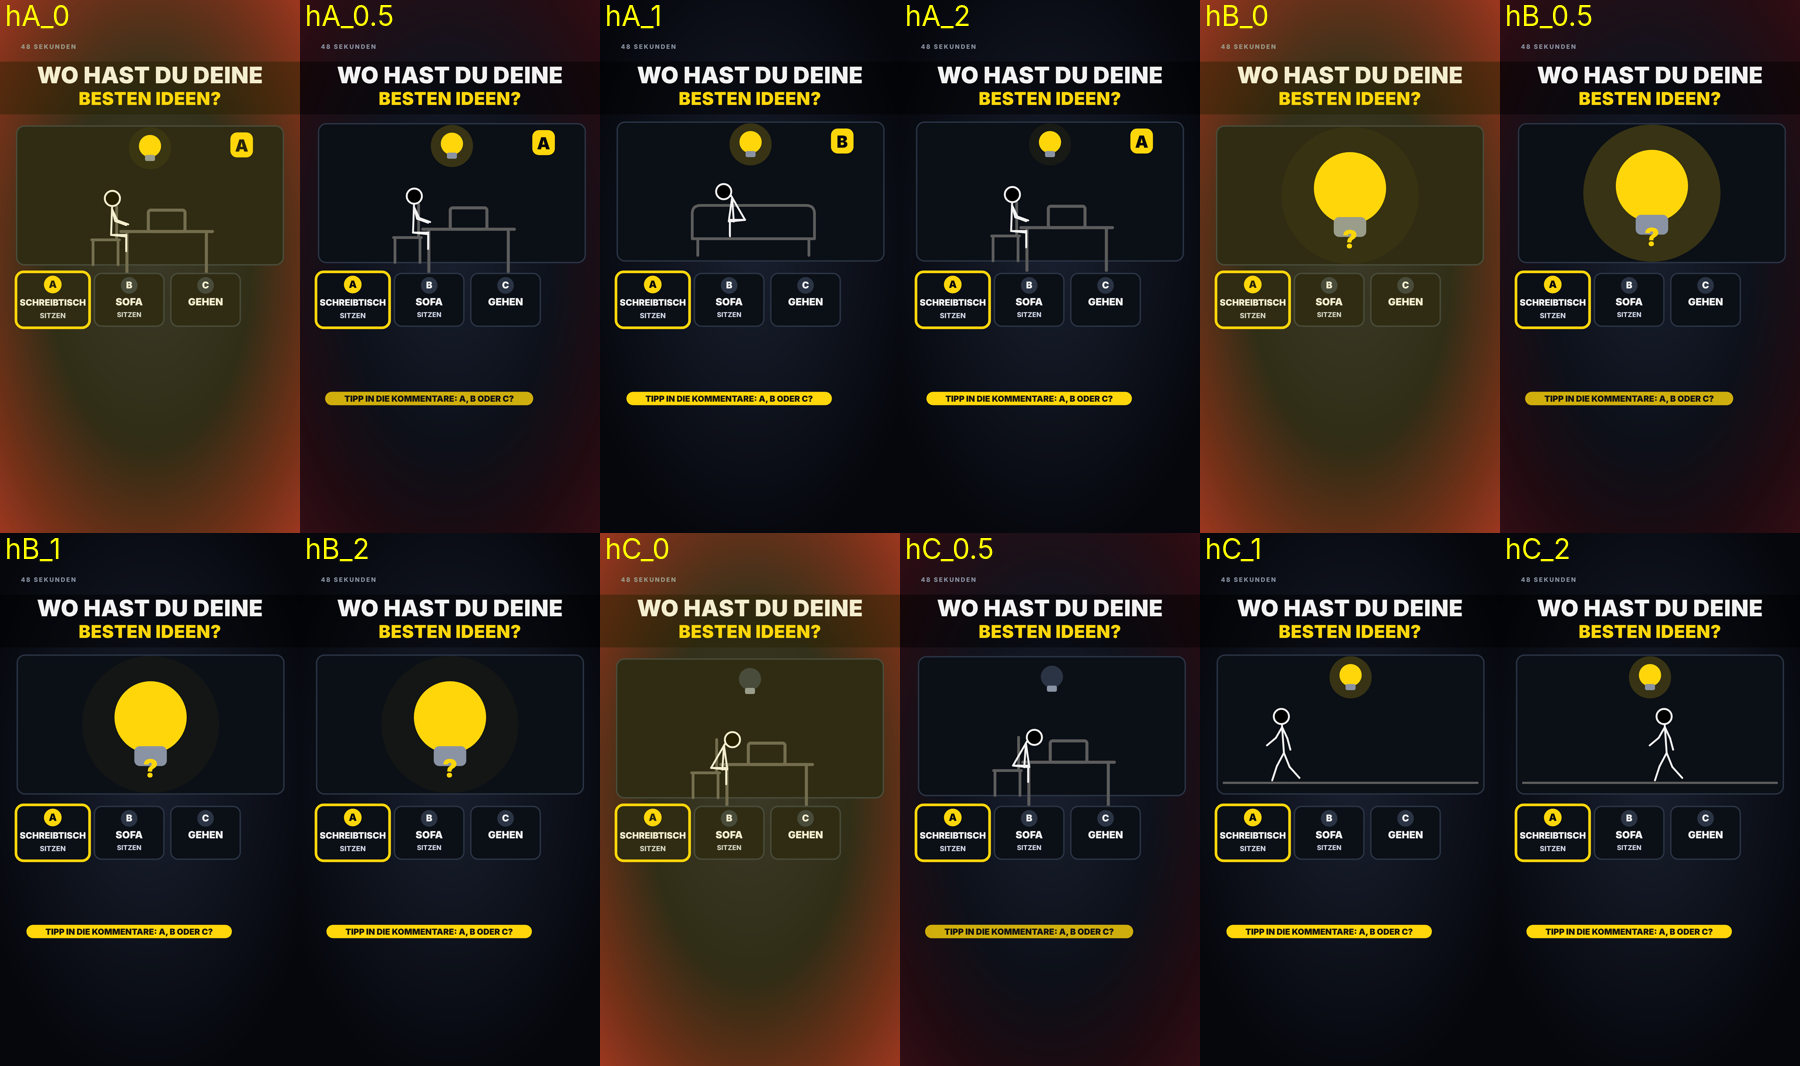 hA_0
48 SEKUNDEN
WO HAST DU DEINE
BESTEN IDEEN?
A
A
B
C
SCHREIBTISCH
SOFA
GEHEN
SITZEN
SITZEN
hA_0.5
48 SEKUNDEN
WO HAST DU DEINE
BESTEN IDEEN?
A
A
B
C
SCHREIBTISCH
SOFA
GEHEN
SITZEN
SITZEN
TIPP IN DIE KOMMENTARE: A, B ODER C?
hA_1
48 SEKUNDEN
WO HAST DU DEINE
BESTEN IDEEN?
B
A
B
C
SCHREIBTISCH
SOFA
GEHEN
SITZEN
SITZEN
TIPP IN DIE KOMMENTARE: A, B ODER C?
hA_2
48 SEKUNDEN
WO HAST DU DEINE
BESTEN IDEEN?
A
A
B
C
SCHREIBTISCH
SOFA
GEHEN
SITZEN
SITZEN
TIPP IN DIE KOMMENTARE: A, B ODER C?
hB_0
48 SEKUNDEN
WO HAST DU DEINE
BESTEN IDEEN?
?
A
B
C
SCHREIBTISCH
SOFA
GEHEN
SITZEN
SITZEN
hB_0.5
48 SEKUNDEN
WO HAST DU DEINE
BESTEN IDEEN?
?
A
B
C
SCHREIBTISCH
SOFA
GEHEN
SITZEN
SITZEN
TIPP IN DIE KOMMENTARE: A, B ODER C?
hB_1
48 SEKUNDEN
WO HAST DU DEINE
BESTEN IDEEN?
?
A
B
C
SCHREIBTISCH
SOFA
GEHEN
SITZEN
SITZEN
TIPP IN DIE KOMMENTARE: A, B ODER C?
hB_2
48 SEKUNDEN
WO HAST DU DEINE
BESTEN IDEEN?
?
A
B
C
SCHREIBTISCH
SOFA
GEHEN
SITZEN
SITZEN
TIPP IN DIE KOMMENTARE: A, B ODER C?
hC_0
48 SEKUNDEN
WO HAST DU DEINE
BESTEN IDEEN?
A
B
C
SCHREIBTISCH
SOFA
GEHEN
SITZEN
SITZEN
hC_0.5
48 SEKUNDEN
WO HAST DU DEINE
BESTEN IDEEN?
A
B
C
SCHREIBTISCH
SOFA
GEHEN
SITZEN
SITZEN
TIPP IN DIE KOMMENTARE: A, B ODER C?
hC_1
48 SEKUNDEN
WO HAST DU DEINE
BESTEN IDEEN?
A
B
C
SCHREIBTISCH
SOFA
GEHEN
SITZEN
SITZEN
TIPP IN DIE KOMMENTARE: A, B ODER C?
hC_2
48 SEKUNDEN
WO HAST DU DEINE
BESTEN IDEEN?
A
B
C
SCHREIBTISCH
SOFA
GEHEN
SITZEN
SITZEN
TIPP IN DIE KOMMENTARE: A, B ODER C?